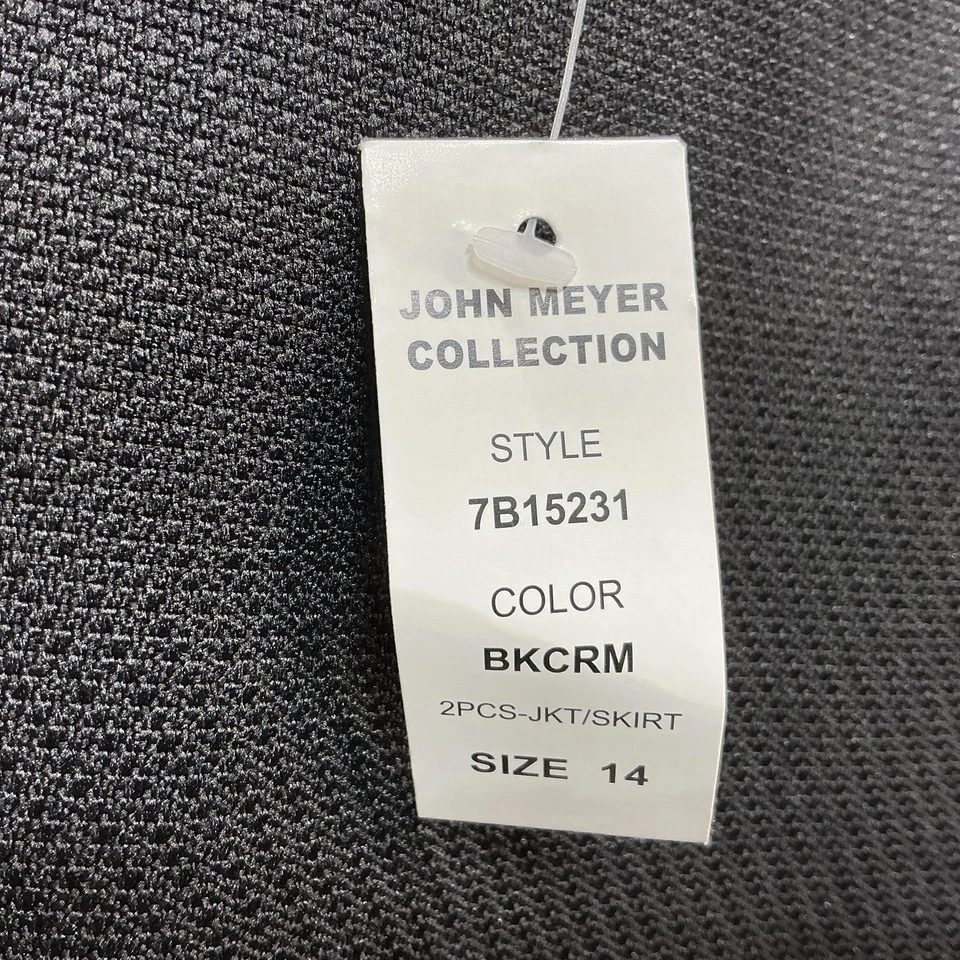 JOHN MEYER
COLLECTION
STYLE
7B15231
COLOR
BKCRM
2PCS-JKT/SKIRT
SIZE 14